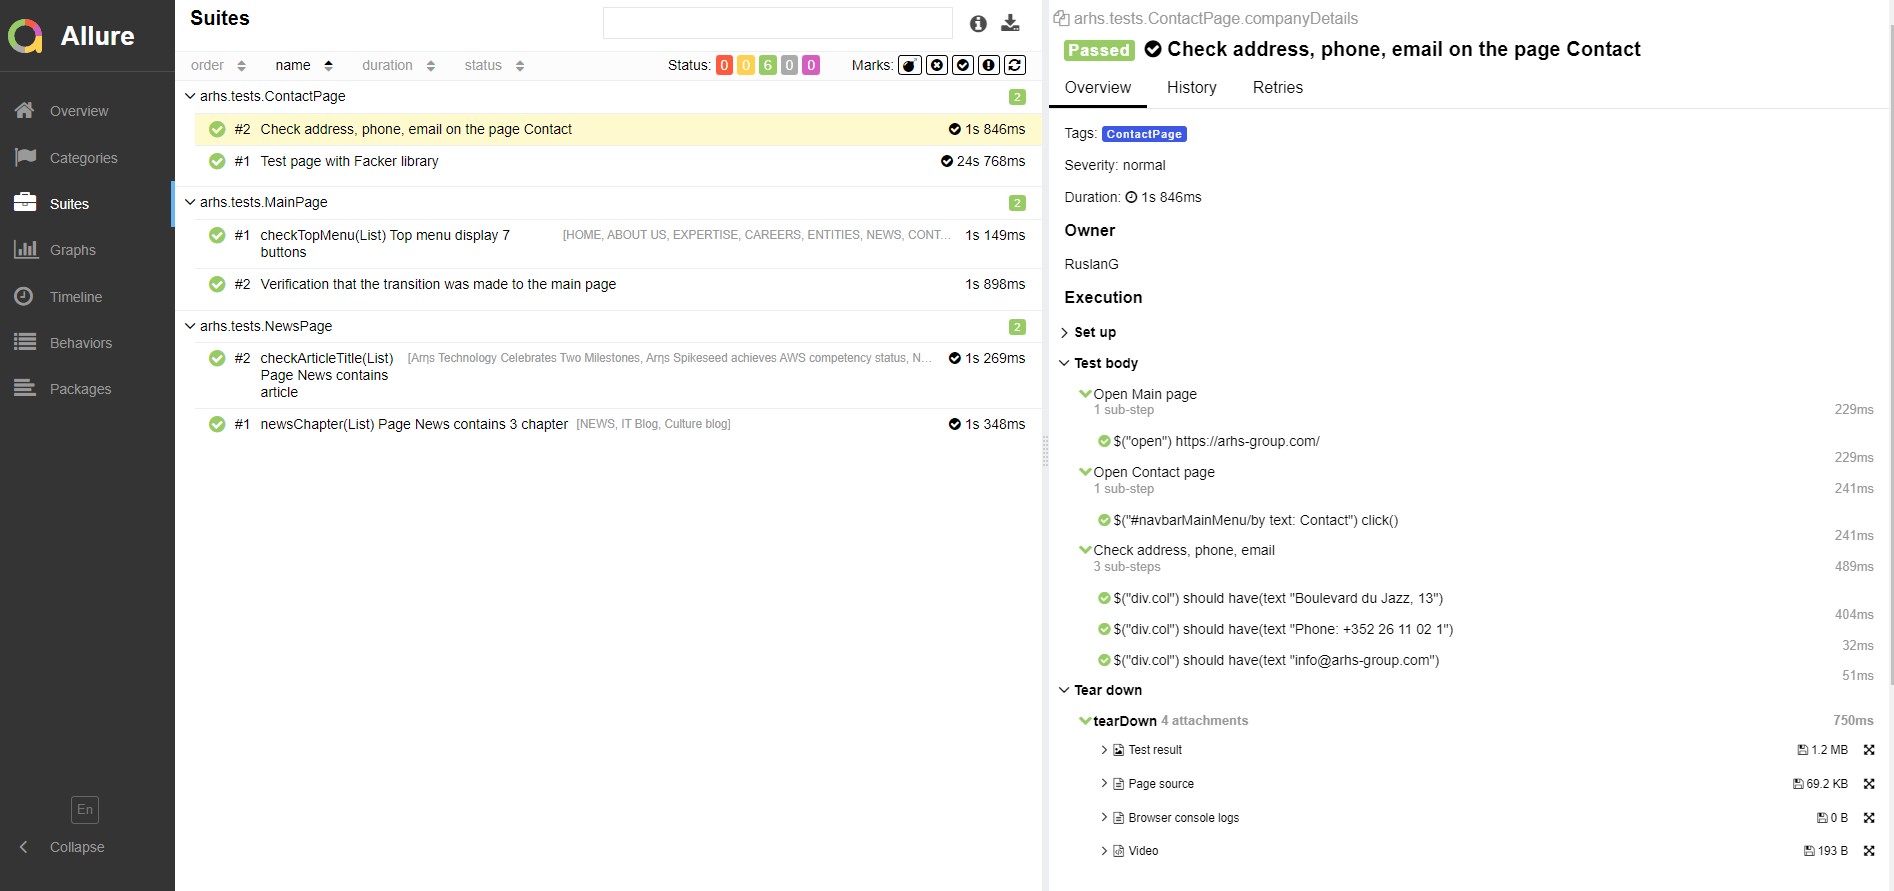 Allure
Overview
Categories
Suites
Graphs
Timeline
Behaviors
Packages
En
Collapse
Suites
order name duration status Status: 0 0 6 0 0 Marks:
arhs.tests.ContactPage 2
#2 Check address, phone, email on the page Contact 1s 846ms
#1 Test page with Facker library 24s 768ms
arhs.tests.MainPage 2
#1 checkTopMenu(List) Top menu display 7 [HOME, ABOUT US, EXPERTISE, CAREERS, ENTITIES, NEWS, CONT... 1s 149ms
buttons
#2 Verification that the transition was made to the main page 1s 898ms
arhs.tests.NewsPage 2
#2 checkArticleTitle(List) [Arηs Technology Celebrates Two Milestones, Arηs Spikeseed achieves AWS competency status, N... 1s 269ms
Page News contains
article
#1 newsChapter(List) Page News contains 3 chapter [NEWS, IT Blog, Culture blog] 1s 348ms
arhs.tests.ContactPage.companyDetails
Passed Check address, phone, email on the page Contact
Overview History Retries
Tags: ContactPage
Severity: normal
Duration: 1s 846ms
Owner
RuslanG
Execution
Set up
Test body
Open Main page
1 sub-step 229ms
$("open") https://arhs-group.com/
229ms
Open Contact page
1 sub-step 241ms
$("#navbarMainMenu/by text: Contact") click()
241ms
Check address, phone, email
3 sub-steps 489ms
$("div.col") should have(text "Boulevard du Jazz, 13")
404ms
$("div.col") should have(text "Phone: +352 26 11 02 1")
32ms
$("div.col") should have(text "info@arhs-group.com")
51ms
Tear down
tearDown 4 attachments 750ms
Test result 1.2 MB
Page source 69.2 KB
Browser console logs 0 B
Video 193 B